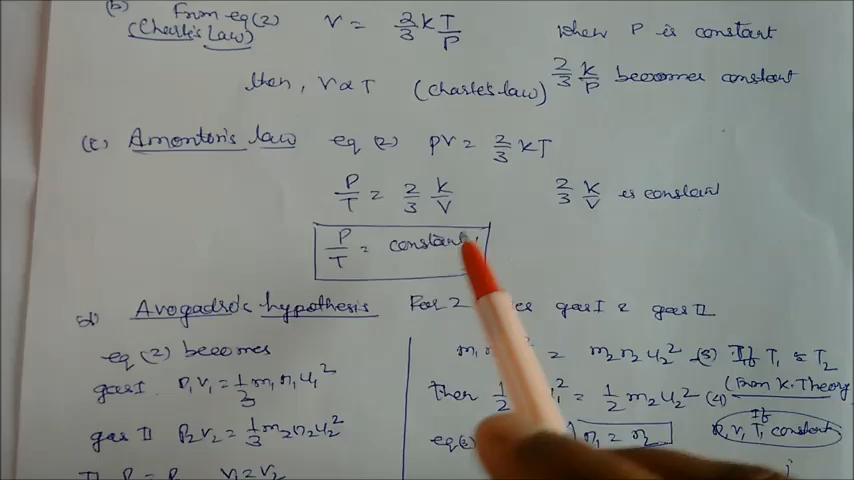 (b) From eq(2) V = 2/3 K T/P when P is constant
(Charle's Law)
then, V ∝ T (Charle's law) 2/3 K/P becomes constant
(c) Amonton's law eq (2) PV = 2/3 KT
P/T = 2/3 K/V 2/3 K/V is constant
P/T = constant
d) Avogadro's hypothesis For 2 gas I & gas II
eq (2) becomes
gas I P1V1 = 1/3 m1n1u1²
gas II P2V2 = 1/3 m2n2u2²
V1 = V2
= m2n2u2² (3) If T1 = T2
then 1/2 = 1/2 m2u2² (4) (From K.Theory
eq( n1 = n2 If
P, V, T, constant